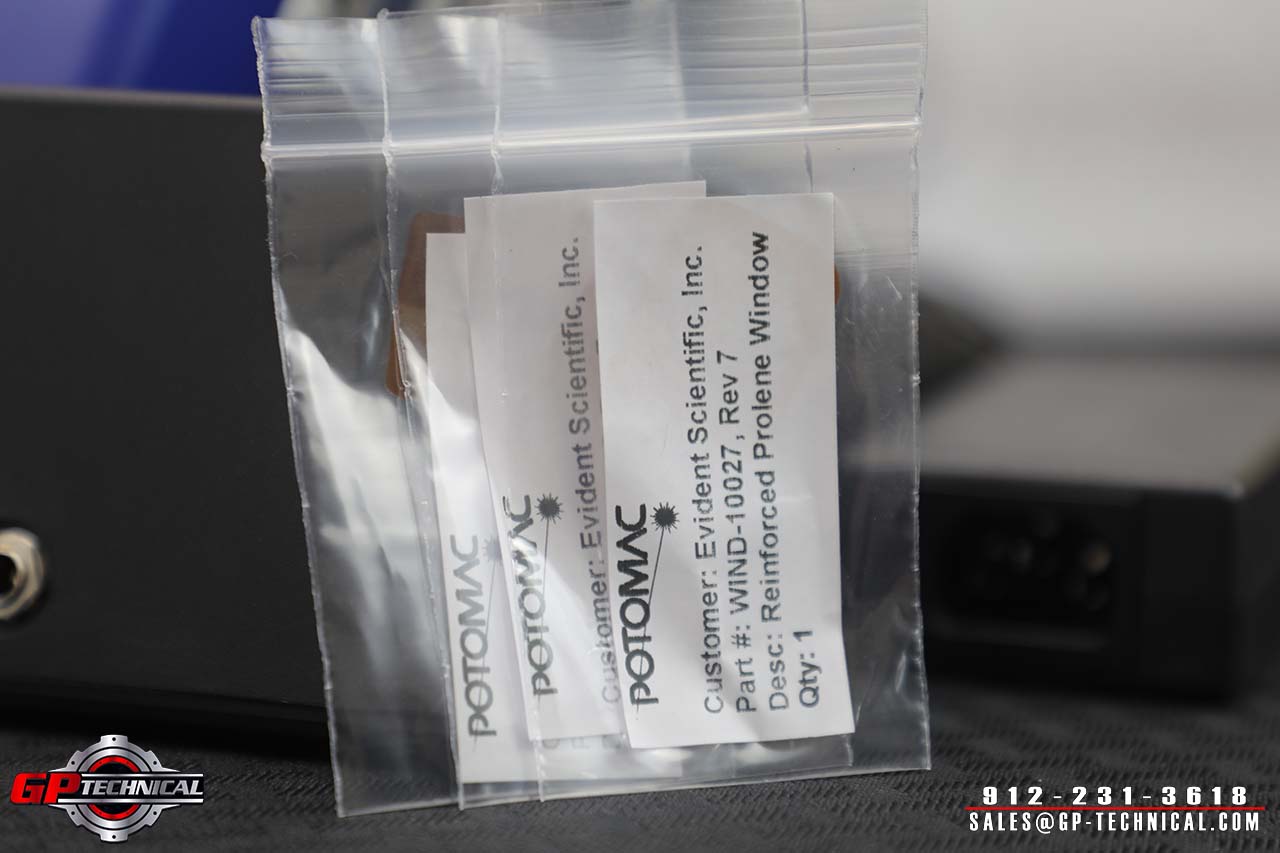 POTOMAC
POTOMAC
Customer: Evident Scientific, Inc.
POTOMAC
Customer: Evident Scientific, Inc.
Part #: WIND-10027, Rev 7
Desc: Reinforced Prolene Window
Qty: 1
GP TECHNICAL
912-231-3618
SALES@GP-TECHNICAL.COM